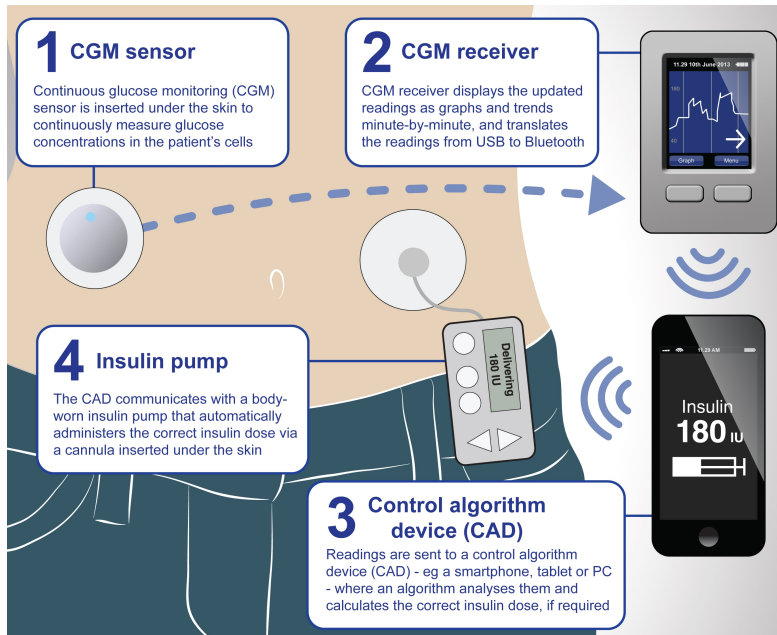 1 CGM sensor
Continuous glucose monitoring (CGM)
sensor is inserted under the skin to
continuously measure glucose
concentrations in the patient's cells
2 CGM receiver
CGM receiver displays the updated
readings as graphs and trends
minute-by-minute, and translates
the readings from USB to Bluetooth
11.29 10th June 2013
180
40
Graph
Menu
4 Insulin pump
The CAD communicates with a body-
worn insulin pump that automatically
administers the correct insulin dose via
a cannula inserted under the skin
Delivering
180 IU
11.29 AM
Insulin
180 IU
3 Control algorithm
device (CAD)
Readings are sent to a control algorithm
device (CAD) - eg a smartphone, tablet or PC
- where an algorithm analyses them and
calculates the correct insulin dose, if required